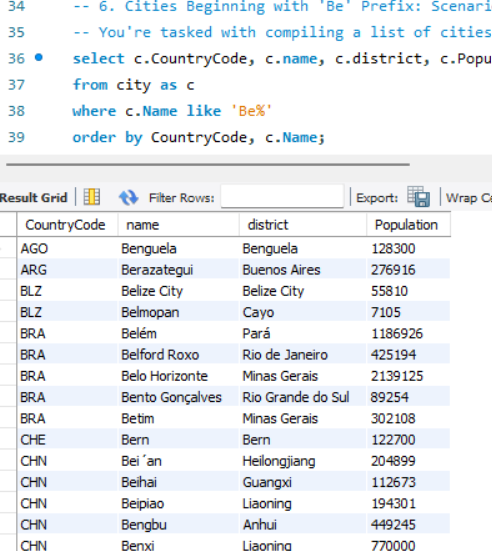 34 -- 6. Cities Beginning with 'Be' Prefix: Scenari
35 -- You're tasked with compiling a list of cities
36 select c.CountryCode, c.name, c.district, c.Popu
37 from city as c
38 where c.Name like 'Be%'
39 order by CountryCode, c.Name;
Result Grid Filter Rows: Export: Wrap Ce
CountryCode name district Population
AGO Benguela Benguela 128300
ARG Berazategui Buenos Aires 276916
BLZ Belize City Belize City 55810
BLZ Belmopan Cayo 7105
BRA Belém Pará 1186926
BRA Belford Roxo Rio de Janeiro 425194
BRA Belo Horizonte Minas Gerais 2139125
BRA Bento Gonçalves Rio Grande do Sul 89254
BRA Betim Minas Gerais 302108
CHE Bern Bern 122700
CHN Bei´an Heilongjiang 204899
CHN Beihai Guangxi 112673
CHN Beipiao Liaoning 194301
CHN Bengbu Anhui 449245
CHN Benxi Liaoning 770000